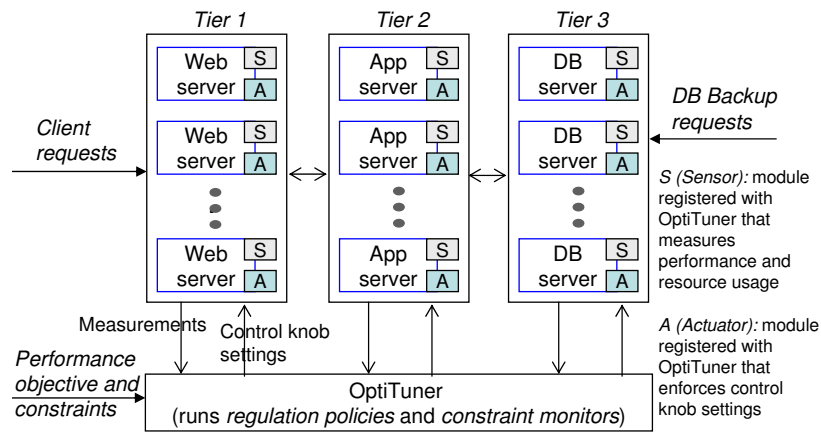 Tier 1
Tier 2
Tier 3
Web
server
S
A
App
server
S
A
DB
server
S
A
Client
requests
Web
server
S
A
App
server
S
A
DB
server
S
A
DB Backup
requests
Web
server
S
A
App
server
S
A
DB
server
S
A
S (Sensor): module
registered with
OptiTuner that
measures
performance and
resource usage
Measurements
Control knob
settings
A (Actuator): module
registered with
OptiTuner that
enforces control
knob settings
Performance
objective and
constraints
OptiTuner
(runs regulation policies and constraint monitors)